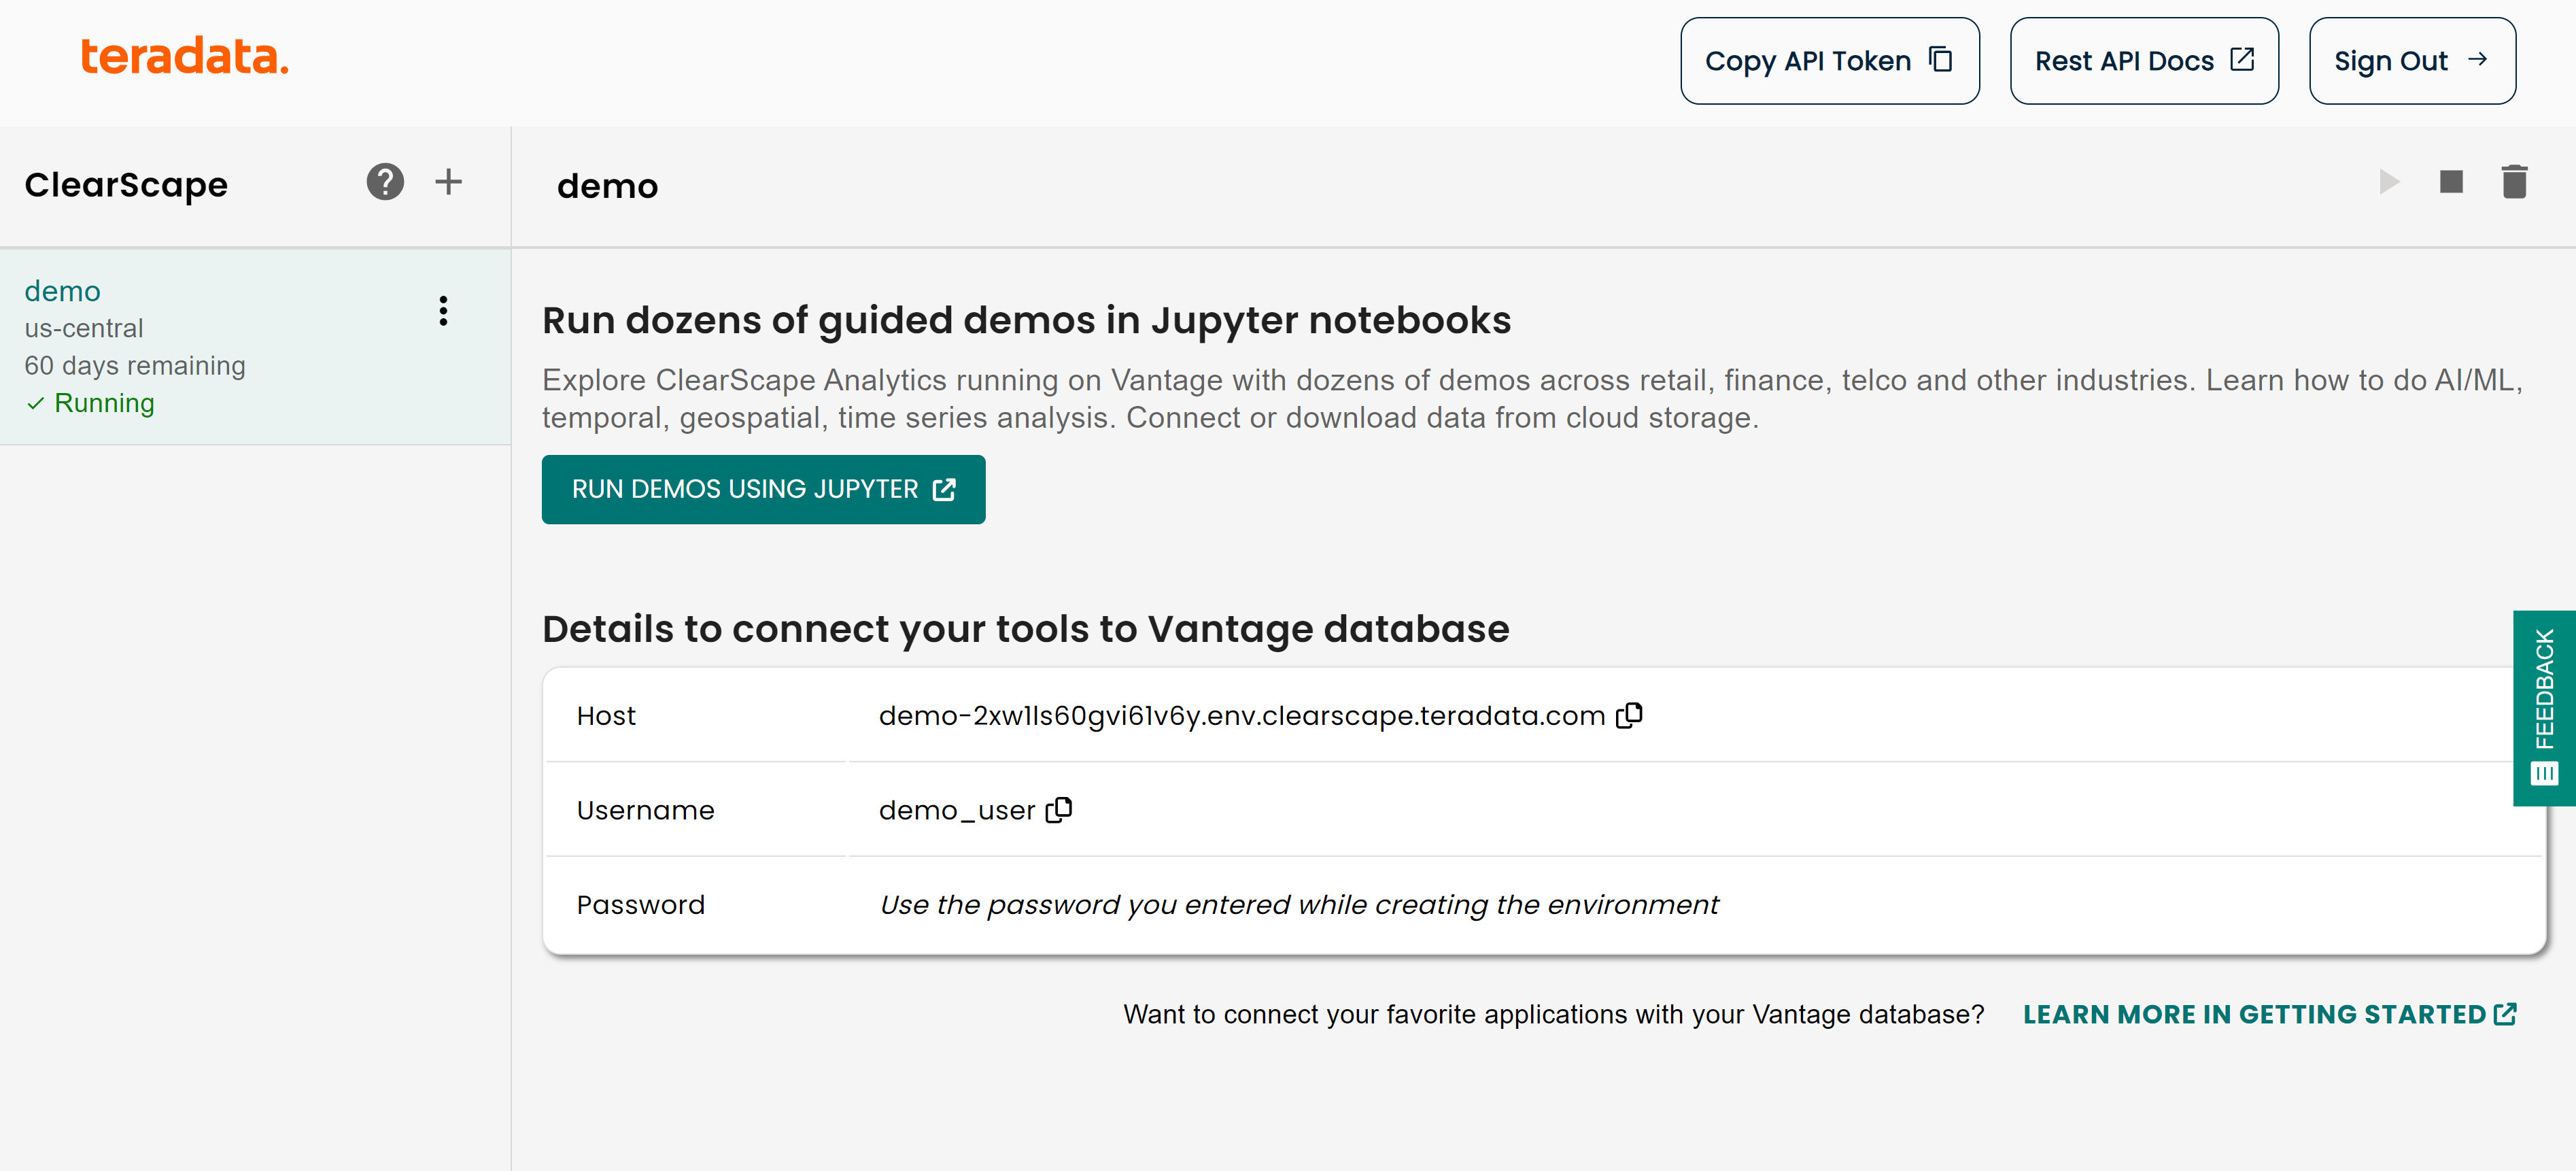 teradata.
Copy API Token
Rest API Docs
Sign Out
ClearScape
demo
demo
us-central
60 days remaining
Running
Run dozens of guided demos in Jupyter notebooks
Explore ClearScape Analytics running on Vantage with dozens of demos across retail, finance, telco and other industries. Learn how to do AI/ML,
temporal, geospatial, time series analysis. Connect or download data from cloud storage.
RUN DEMOS USING JUPYTER
Details to connect your tools to Vantage database
Host demo-2xw1ls60gvi61v6y.env.clearscape.teradata.com
Username demo_user
Password Use the password you entered while creating the environment
FEEDBACK
Want to connect your favorite applications with your Vantage database? LEARN MORE IN GETTING STARTED